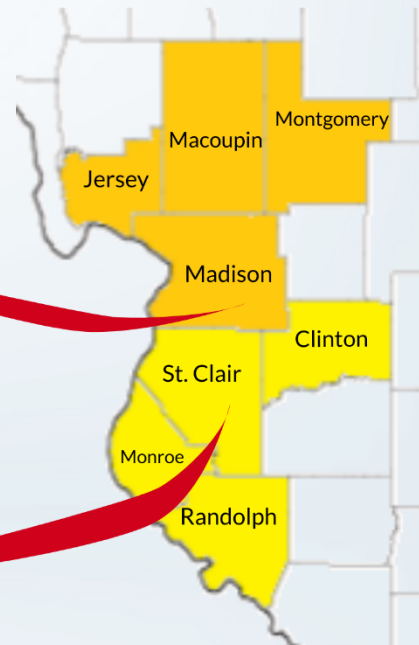 Montgomery
Macoupin
Jersey
Madison
Clinton
St. Clair
Monroe
Randolph